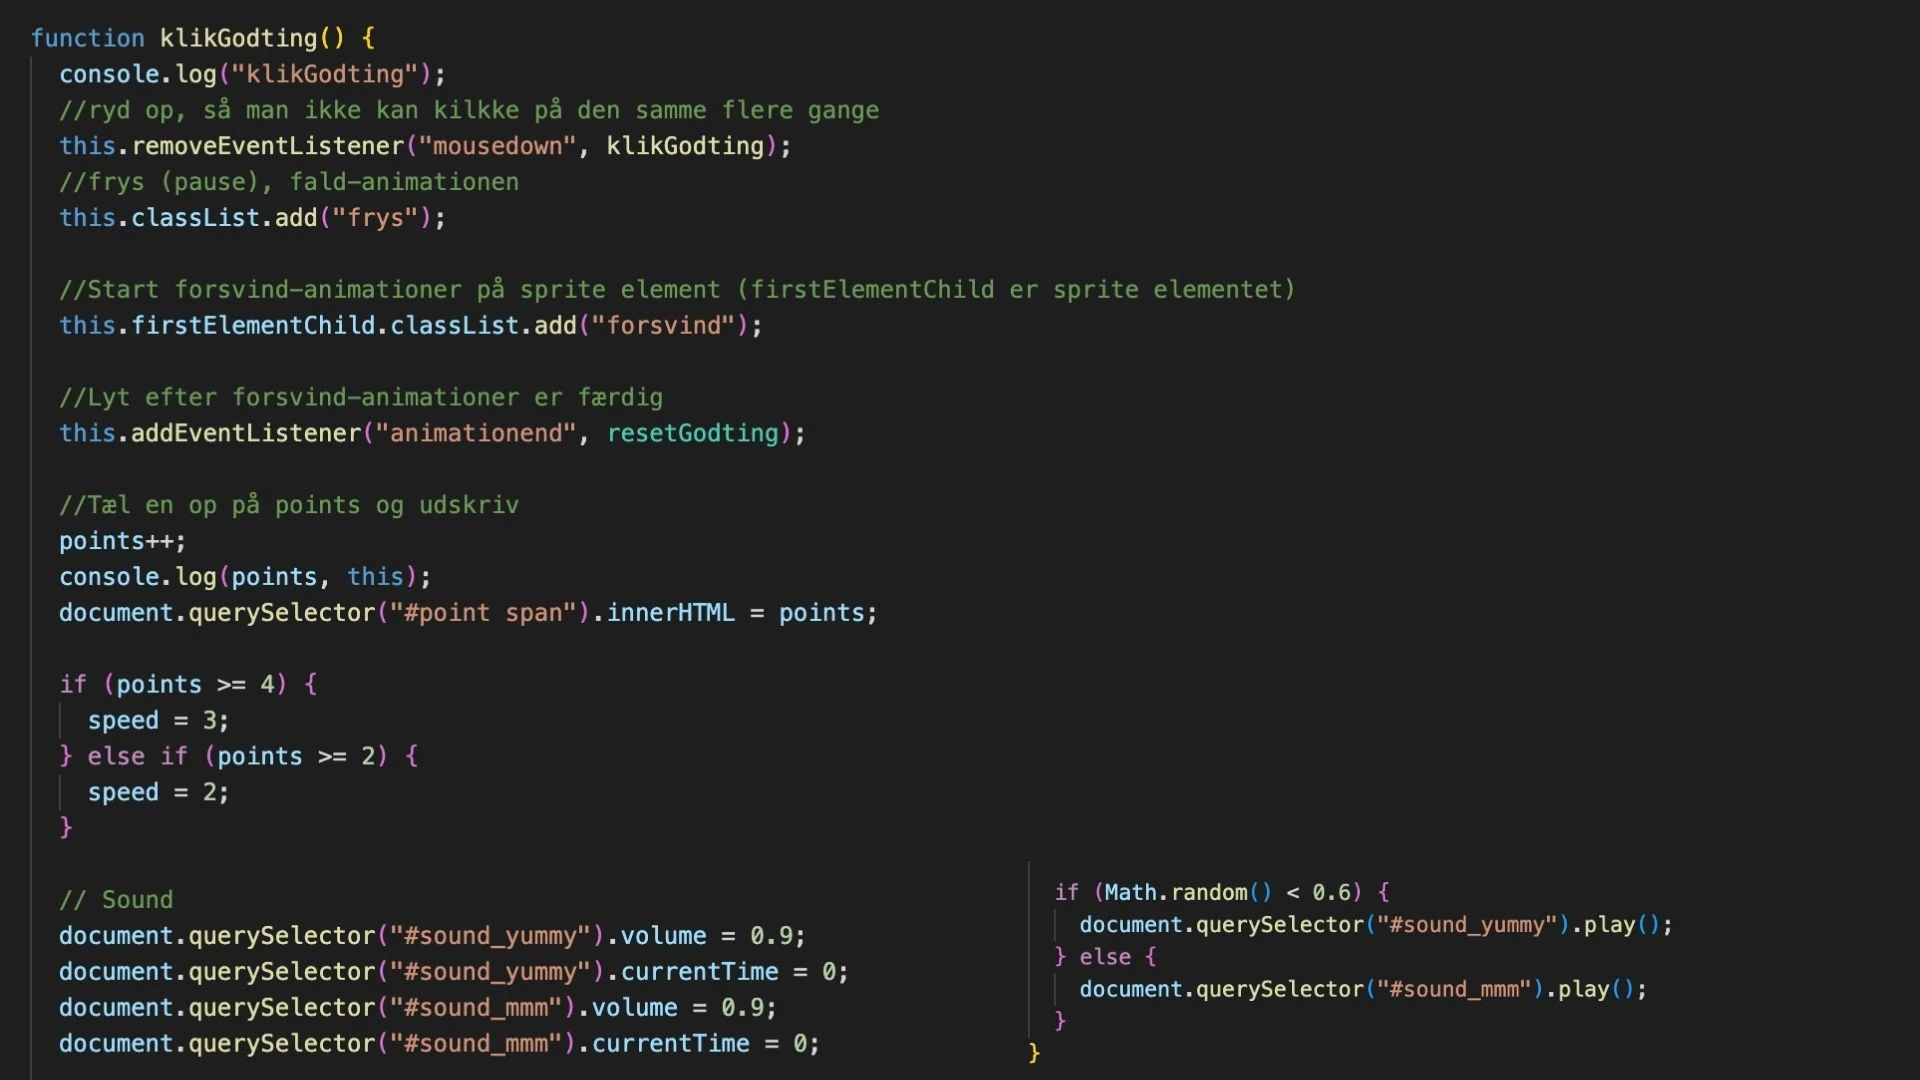 function klikGodting() {
console.log("klikGodting");
//ryd op, så man ikke kan kilkke på den samme flere gange
this.removeEventListener("mousedown", klikGodting);
//frys (pause), fald-animationen
this.classList.add("frys");
//Start forsvind-animationer på sprite element (firstElementChild er sprite elementet)
this.firstElementChild.classList.add("forsvind");
//Lyt efter forsvind-animationer er færdig
this.addEventListener("animationend", resetGodting);
//Tæl en op på points og udskriv
points++;
console.log(points, this);
document.querySelector("#point span").innerHTML = points;
if (points >= 4) {
speed = 3;
} else if (points >= 2) {
speed = 2;
}
// Sound
document.querySelector("#sound_yummy").volume = 0.9;
document.querySelector("#sound_yummy").currentTime = 0;
document.querySelector("#sound_mmm").volume = 0.9;
document.querySelector("#sound_mmm").currentTime = 0;
if (Math.random() < 0.6) {
document.querySelector("#sound_yummy").play();
} else {
document.querySelector("#sound_mmm").play();
}
}